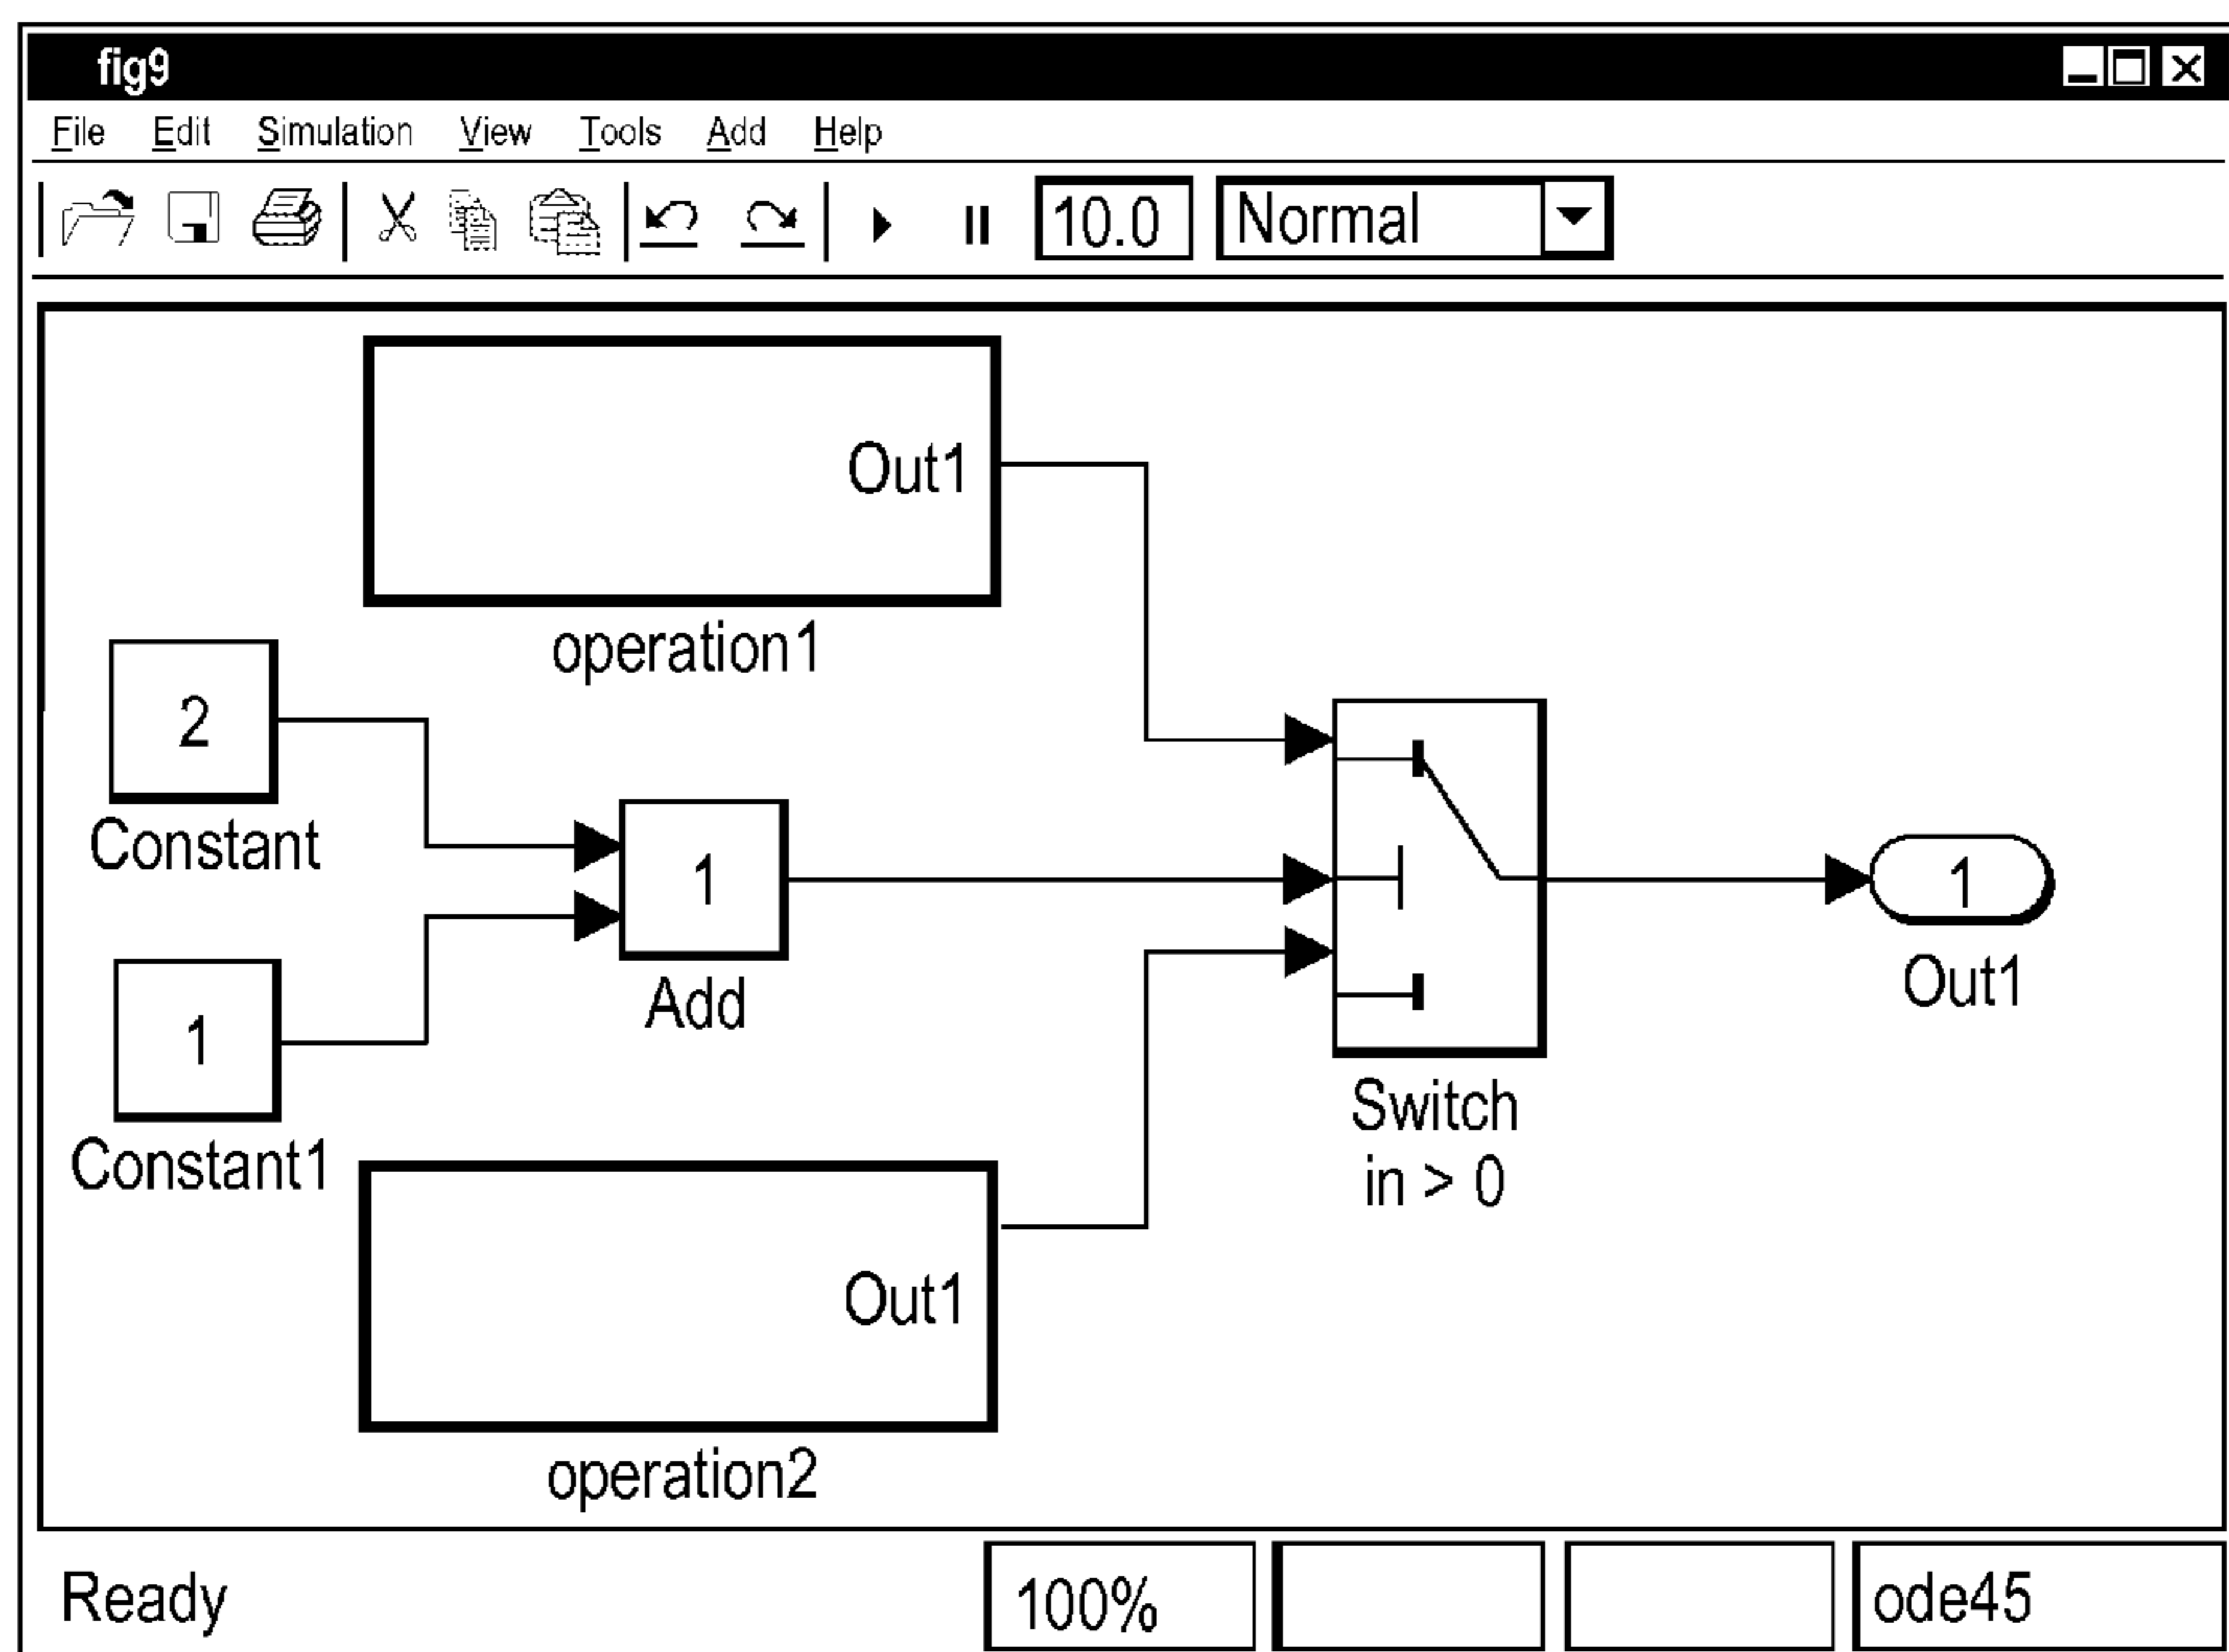 fig9
File Edit Simulation View Tools Add Help
10.0 Normal
Out1
operation1
2
Constant
1
Add
1
Constant1
Switch
in > 0
1
Out1
Out1
operation2
Ready 100% ode45